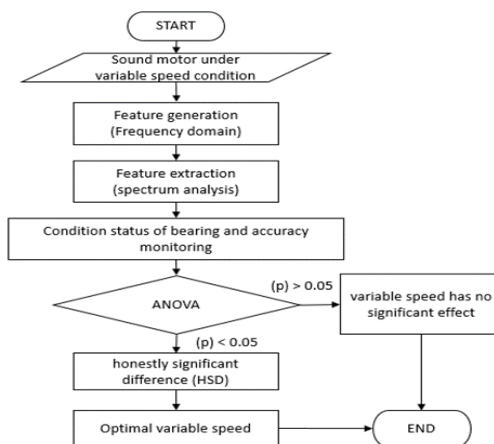 START
Sound motor under
variable speed condition
Feature generation
(Frequency domain)
Feature extraction
(spectrum analysis)
Condition status of bearing and accuracy
monitoring
ANOVA
(p) > 0.05
variable speed has no
significant effect
(p) < 0.05
honestly significant
difference (HSD)
Optimal variable speed
END